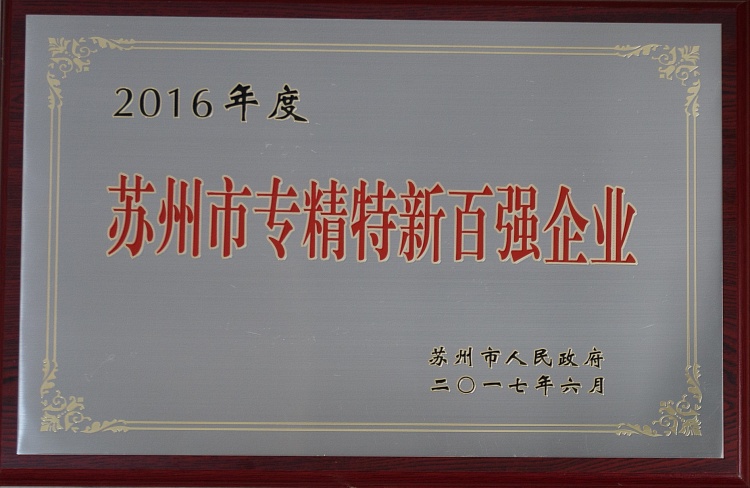 2016年度
苏州市专精特新百强企业
苏州市人民政府
二〇一七年六月